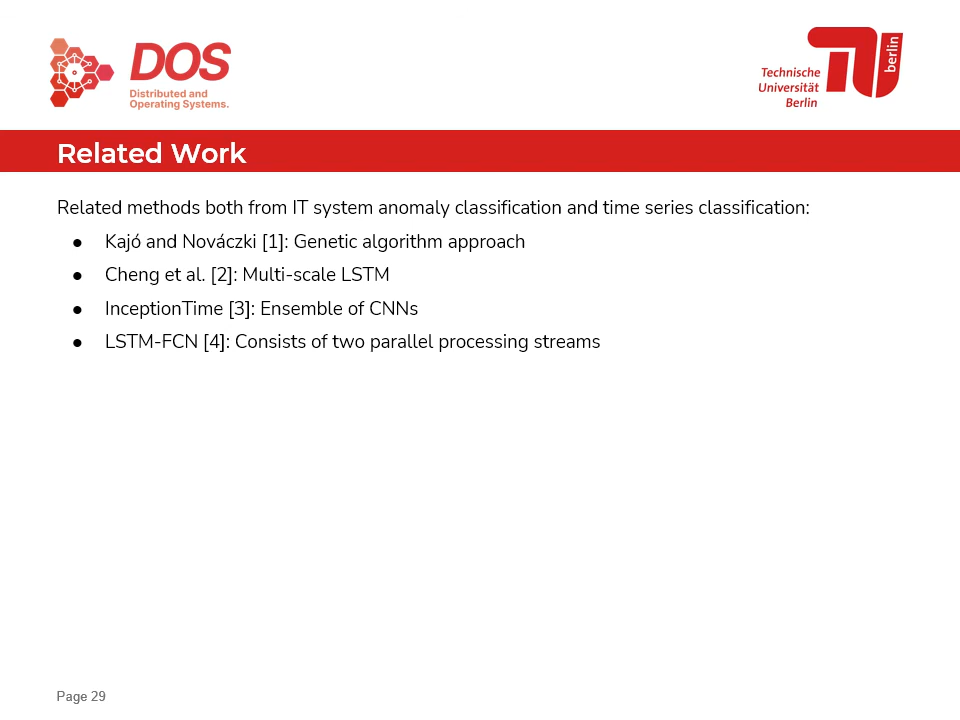 DOS
Distributed and
Operating Systems.
Technische
Universität
Berlin
berlin
Related Work
Related methods both from IT system anomaly classification and time series classification:
● Kajó and Nováczki [1]: Genetic algorithm approach
● Cheng et al. [2]: Multi-scale LSTM
● InceptionTime [3]: Ensemble of CNNs
● LSTM-FCN [4]: Consists of two parallel processing streams
Page 29